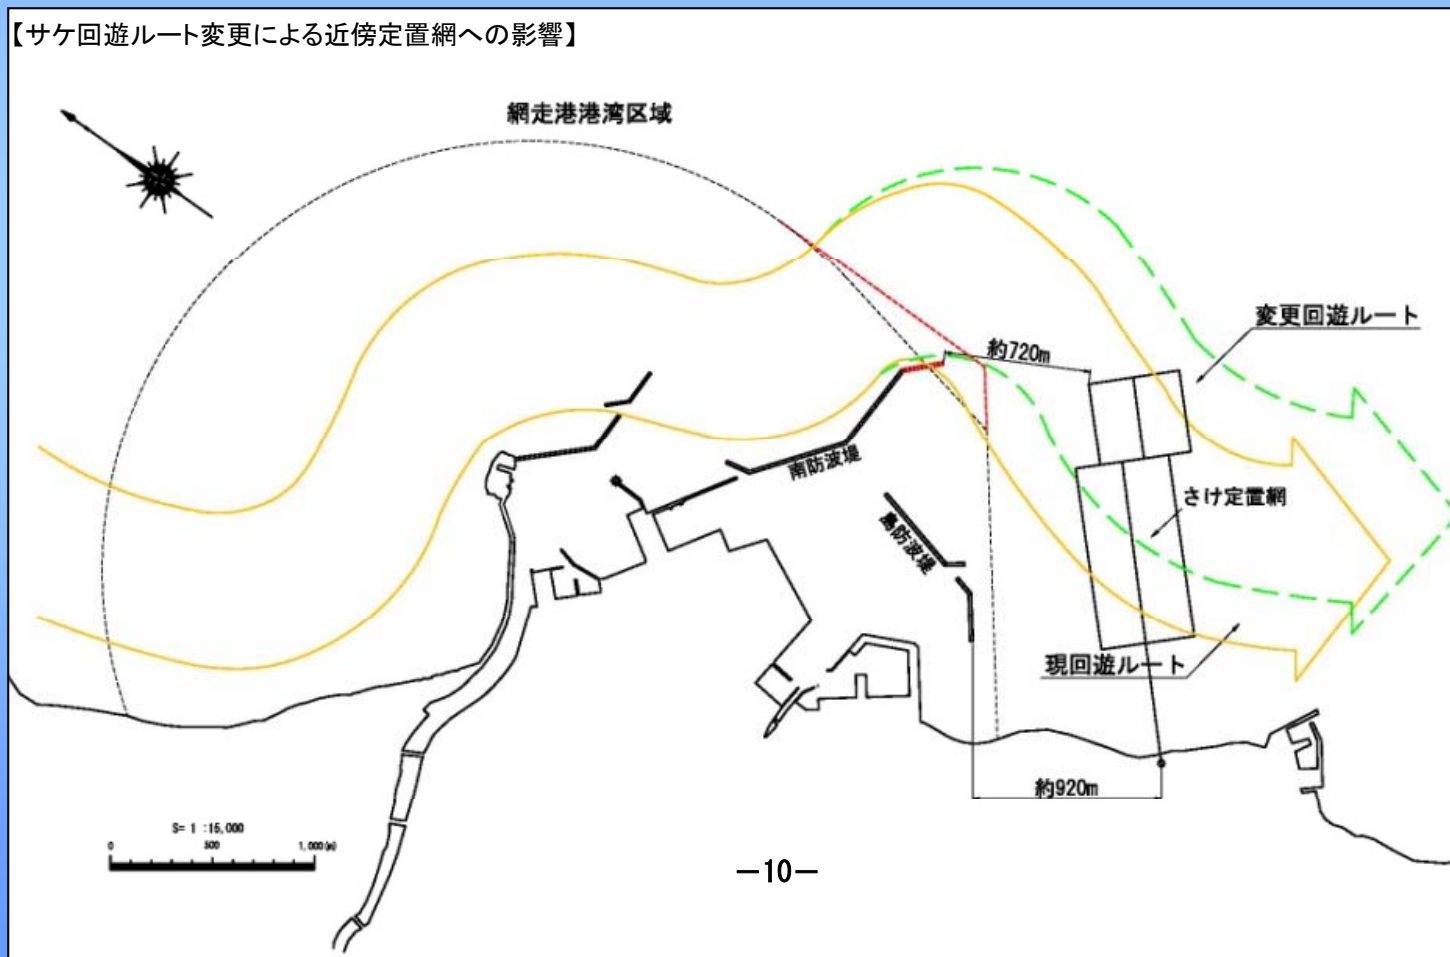 【サケ回遊ルート変更による近傍定置網への影響】
網走港港湾区域
変更回遊ルート
約720m
南防波堤
さけ定置網
島防波堤
現回遊ルート
約920m
S= 1 :15,000
0 500 1,000(m)
－10－